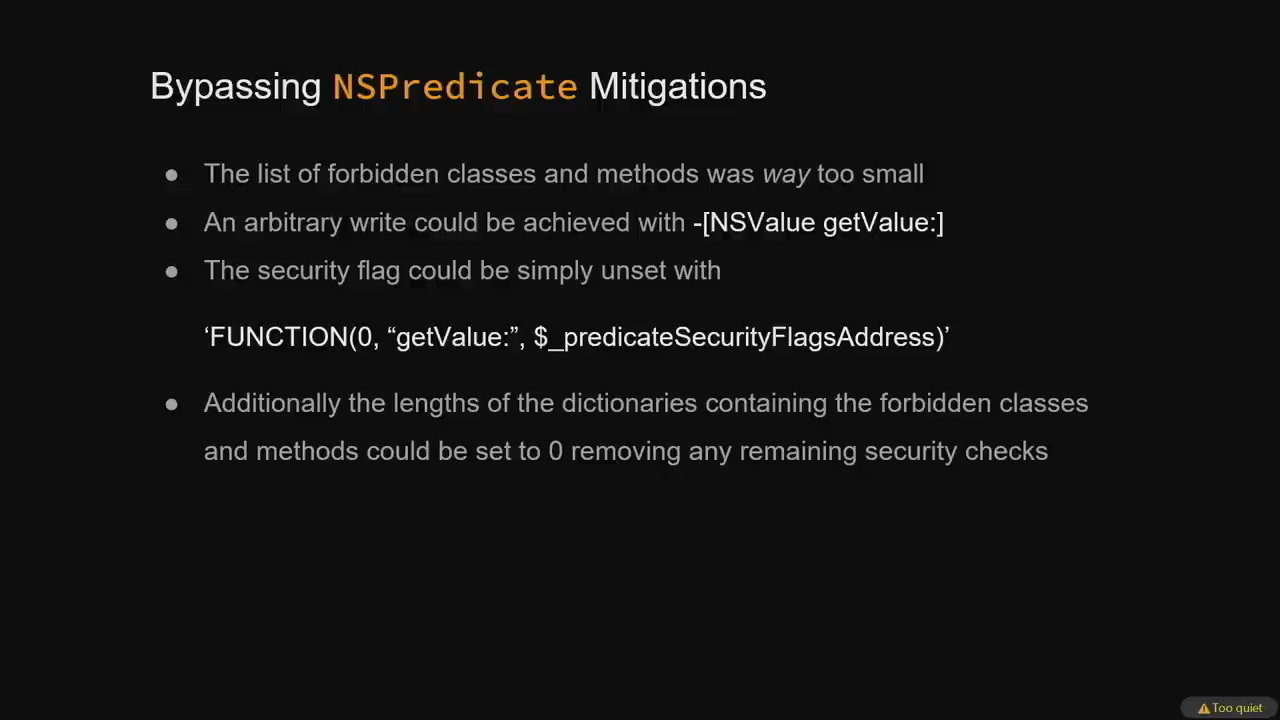 Bypassing NSPredicate Mitigations
● The list of forbidden classes and methods was way too small
● An arbitrary write could be achieved with -[NSValue getValue:]
● The security flag could be simply unset with
‘FUNCTION(0, “getValue:”, $_predicateSecurityFlagsAddress)’
● Additionally the lengths of the dictionaries containing the forbidden classes
and methods could be set to 0 removing any remaining security checks
⚠Too quiet